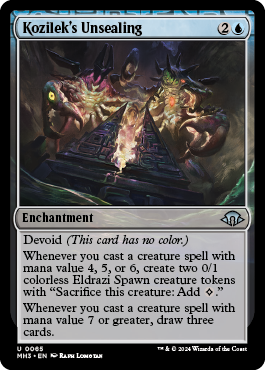 Kozilek's Unsealing 2
Enchantment
Devoid (This card has no color.)
Whenever you cast a creature spell with
mana value 4, 5, or 6, create two 0/1
colorless Eldrazi Spawn creature tokens
with “Sacrifice this creature: Add .”
Whenever you cast a creature spell with
mana value 7 or greater, draw three
cards.
U 0065
MH3 • EN Raph Lomotan
™ & © 2024 Wizards of the Coast